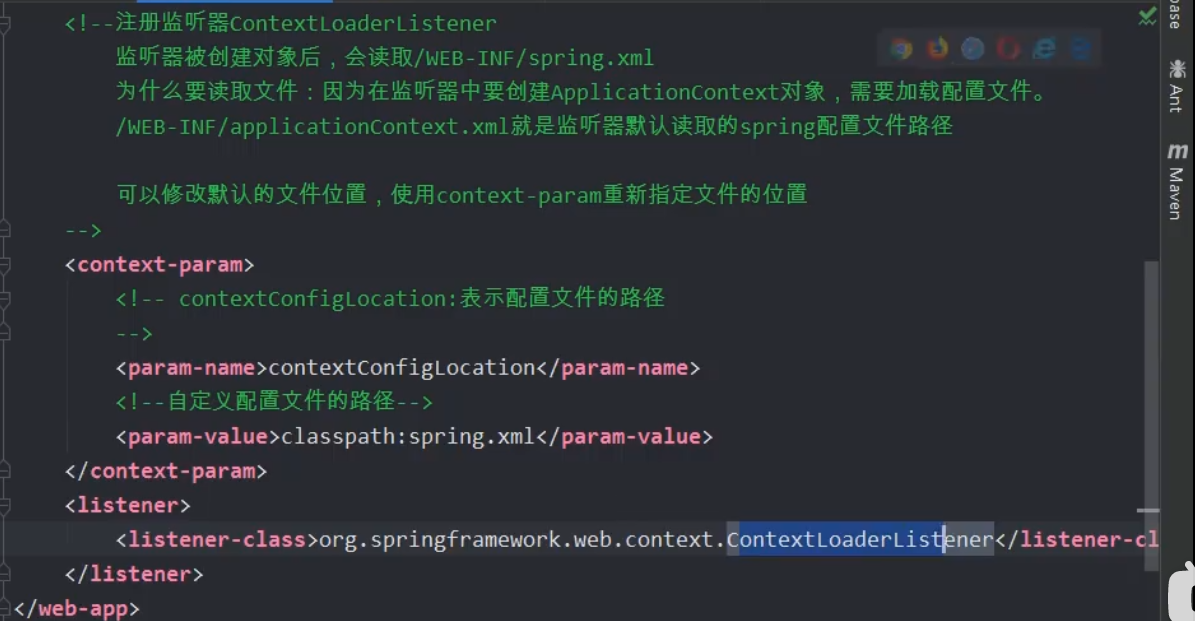 <!--注册监听器ContextLoaderListener
监听器被创建对象后，会读取/WEB-INF/spring.xml
为什么要读取文件：因为在监听器中要创建ApplicationContext对象，需要加载配置文件。
/WEB-INF/applicationContext.xml就是监听器默认读取的spring配置文件路径
可以修改默认的文件位置，使用context-param重新指定文件的位置
-->
<context-param>
<!-- contextConfigLocation:表示配置文件的路径
-->
<param-name>contextConfigLocation</param-name>
<!--自定义配置文件的路径-->
<param-value>classpath:spring.xml</param-value>
</context-param>
<listener>
<listener-class>org.springframework.web.context.ContextLoaderListener</listener-cl
</listener>
</web-app>
base
Ant
m Maven